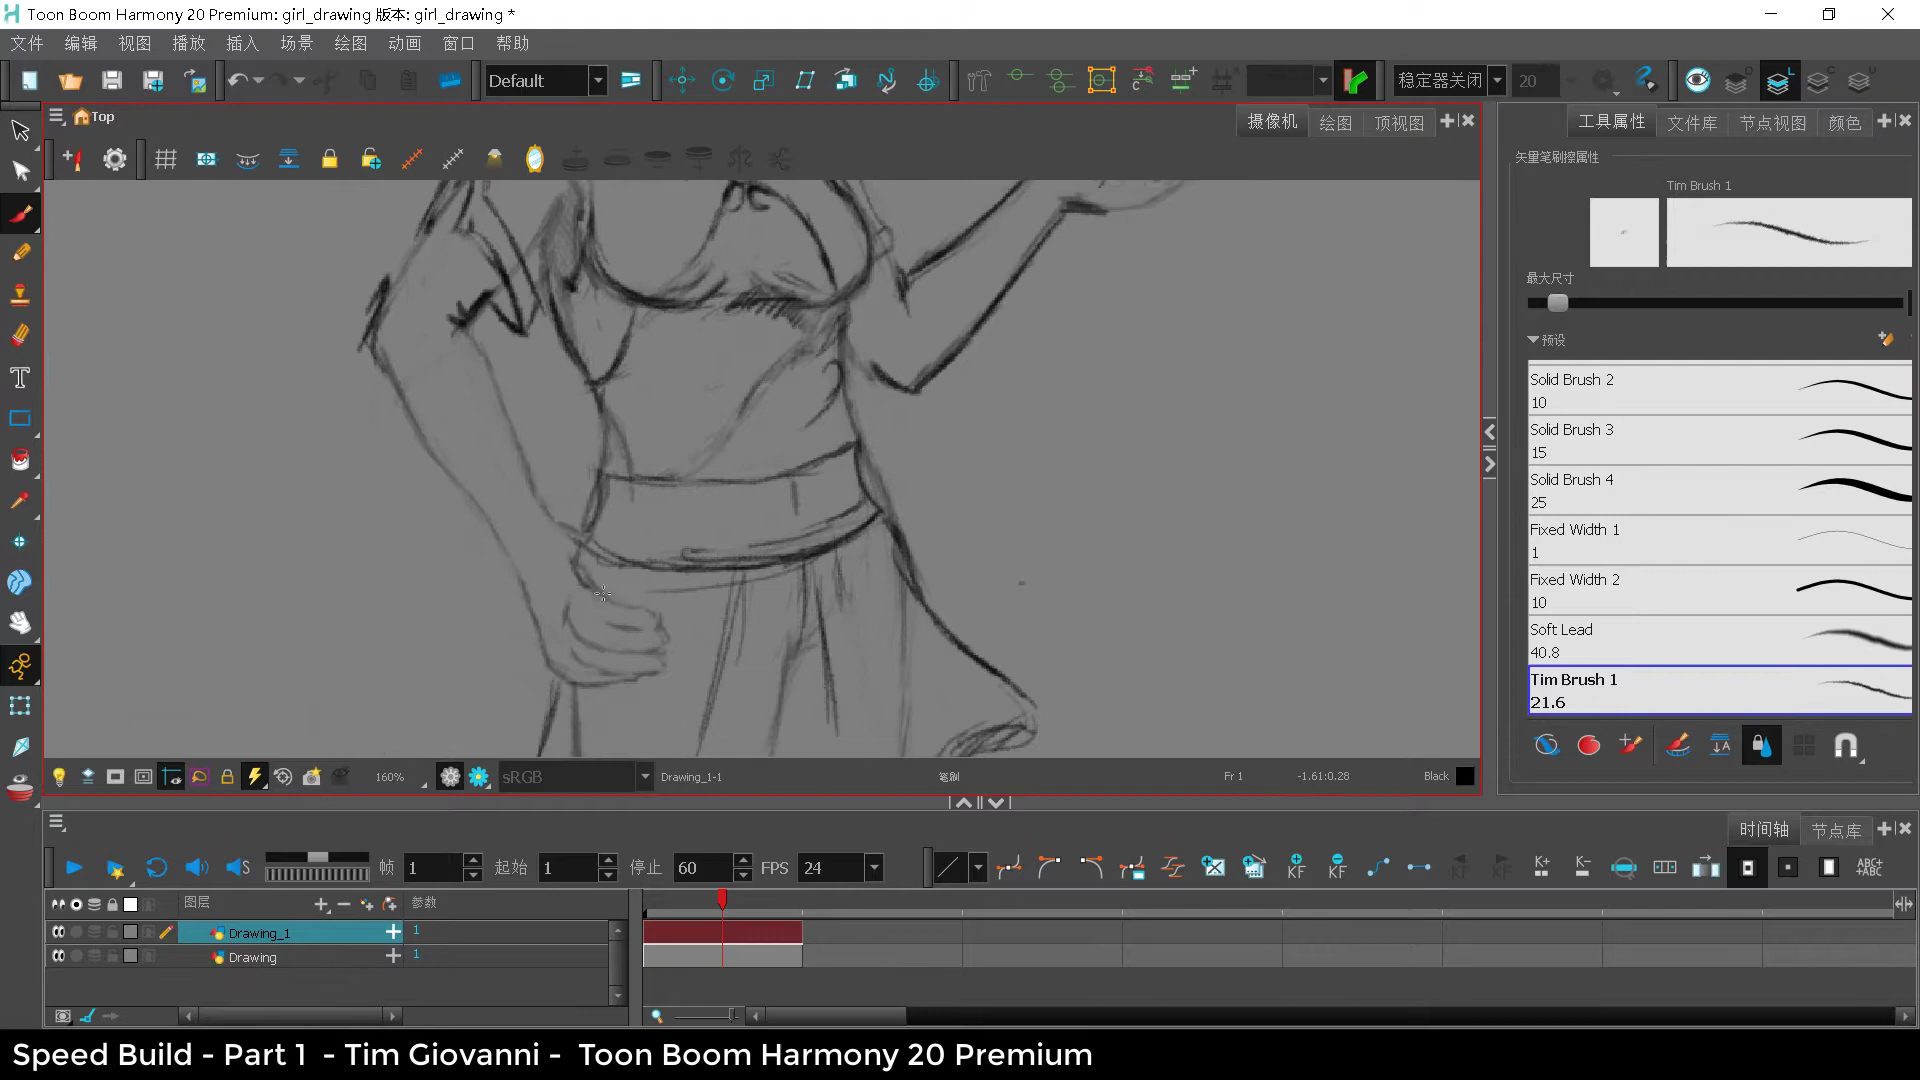 Toon Boom Harmony 20 Premium: girl_drawing 版本: girl_drawing *
文件 编辑 视图 播放 插入 场景 绘图 动画 窗口 帮助
Default
稳定器关闭 20
Top
摄像机 绘图 顶视图
工具属性 文件库 节点视图 颜色
矢量笔刷擦属性
Tim Brush 1
最大尺寸
预设
Solid Brush 2
10
Solid Brush 3
15
Solid Brush 4
25
Fixed Width 1
1
Fixed Width 2
10
Soft Lead
40.8
Tim Brush 1
21.6
160% sRGB Drawing_1-1 笔刷 Fr 1 -1.61:0.28 Black
时间轴 节点库
帧 1 起始 1 停止 60 FPS 24
KF KF K+ K- ABC+ ABC
图层 参数
Drawing_1 1
Drawing 1
Speed Build - Part 1 - Tim Giovanni - Toon Boom Harmony 20 Premium